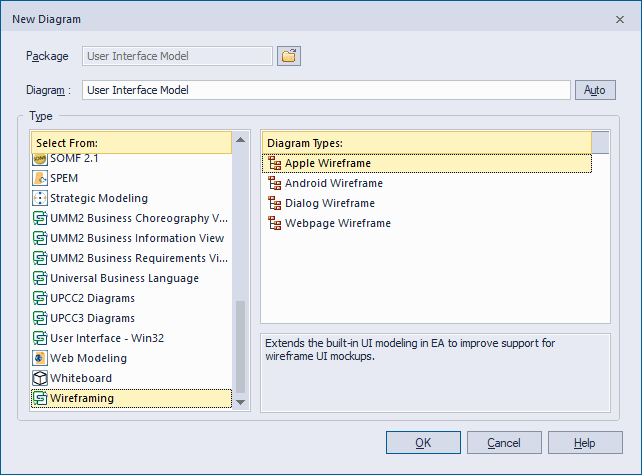 New Diagram
Package
User Interface Model
Diagram :
User Interface Model
Auto
Type
Select From:
SOMF 2.1
SPEM
Strategic Modeling
UMM2 Business Choreography V...
UMM2 Business Information View
UMM2 Business Requirements Vi...
Universal Business Language
UPCC2 Diagrams
UPCC3 Diagrams
User Interface - Win32
Web Modeling
Whiteboard
Wireframing
Diagram Types:
Apple Wireframe
Android Wireframe
Dialog Wireframe
Webpage Wireframe
Extends the built-in UI modeling in EA to improve support for
wireframe UI mockups.
OK
Cancel
Help